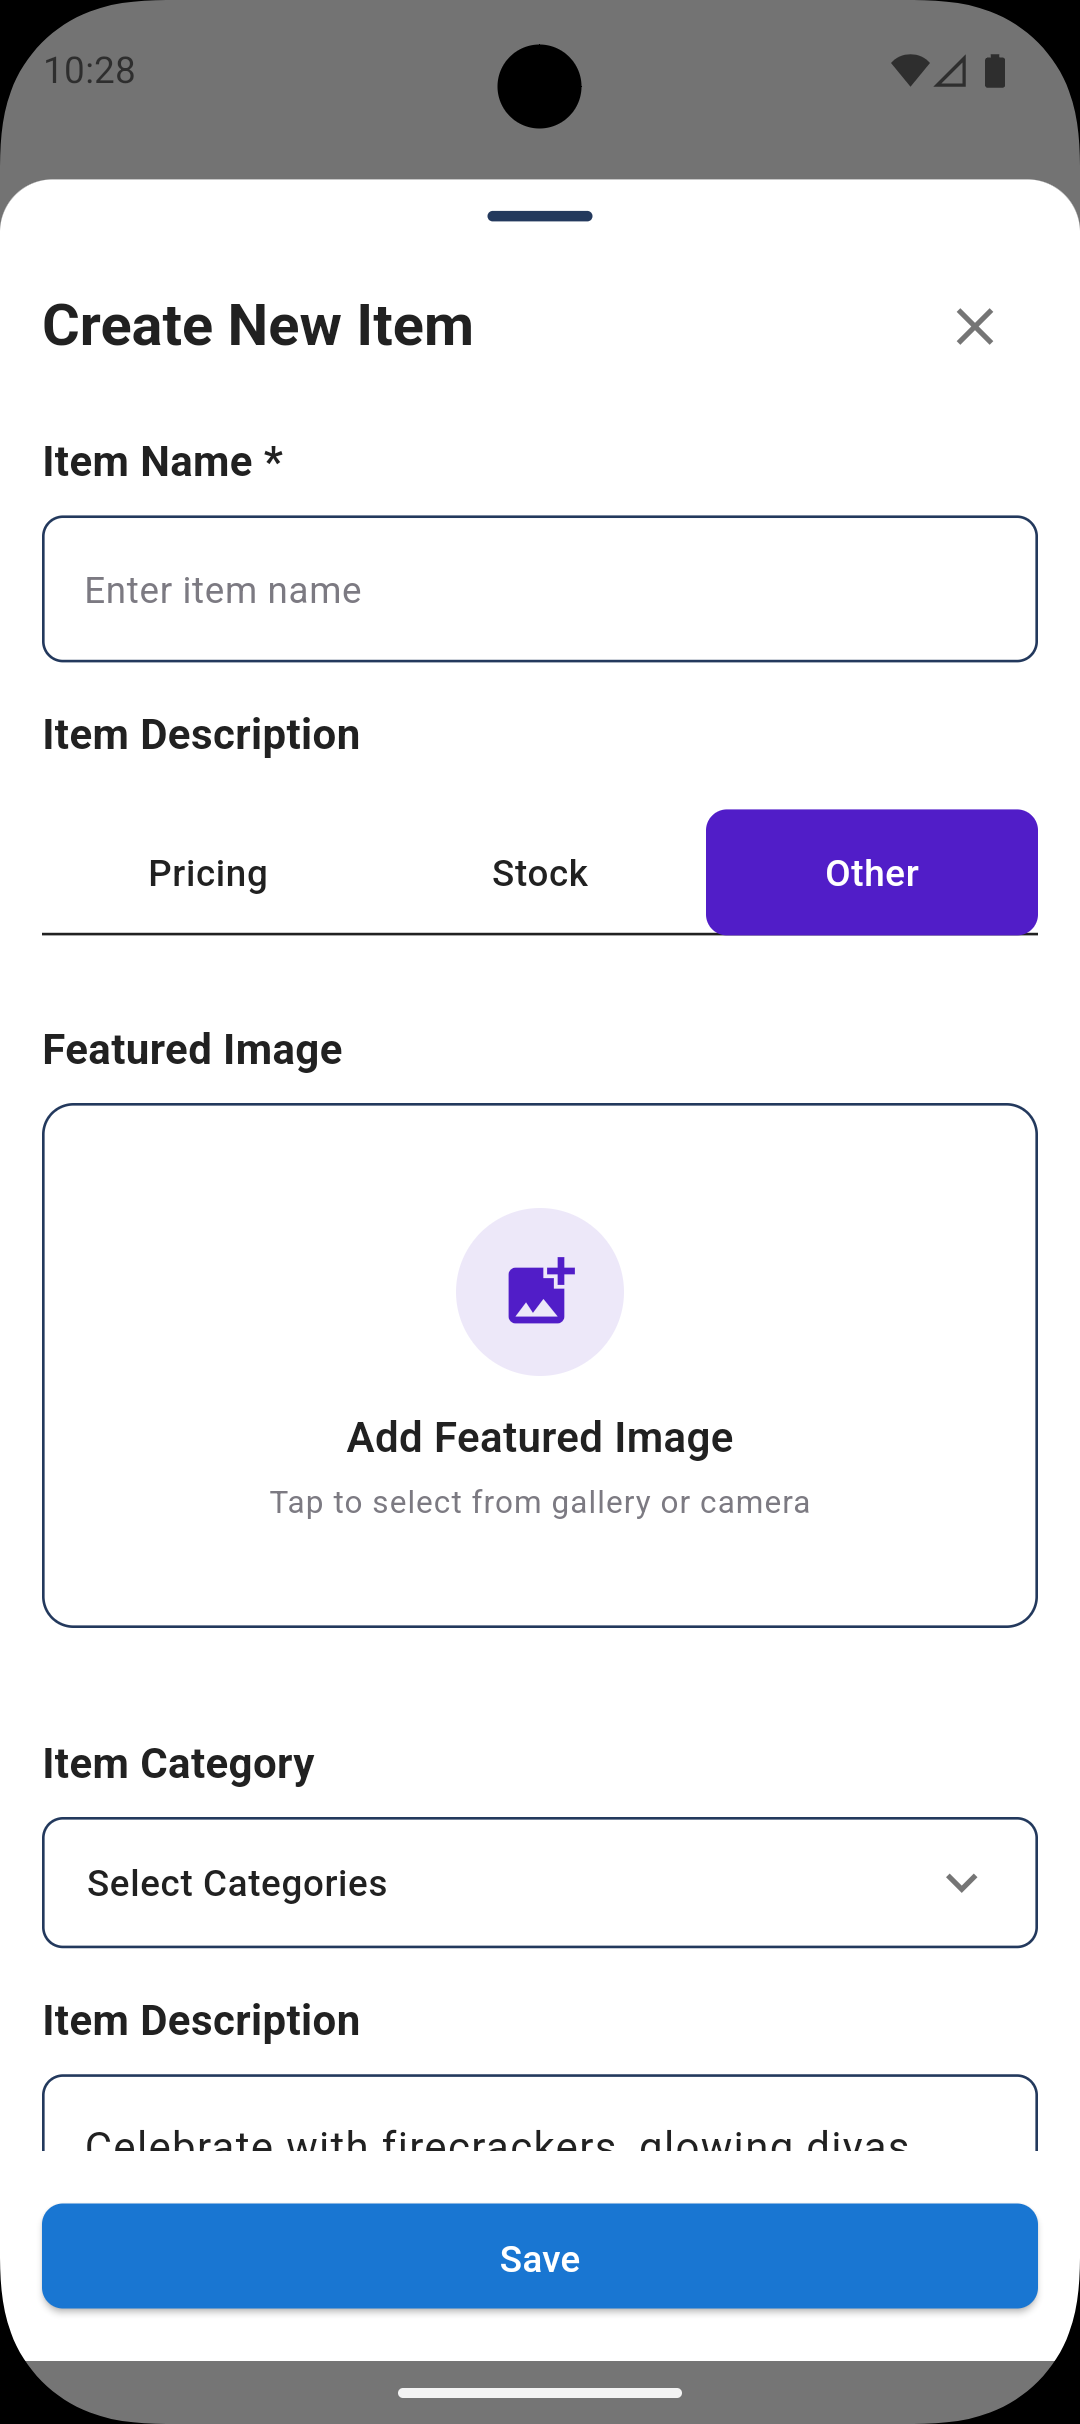 10:28
Create New Item
Item Name *
Enter item name
Item Description
Pricing Stock Other
Featured Image
Add Featured Image
Tap to select from gallery or camera
Item Category
Select Categories
Item Description
Celebrate with firecrackers, glowing diyas
Save